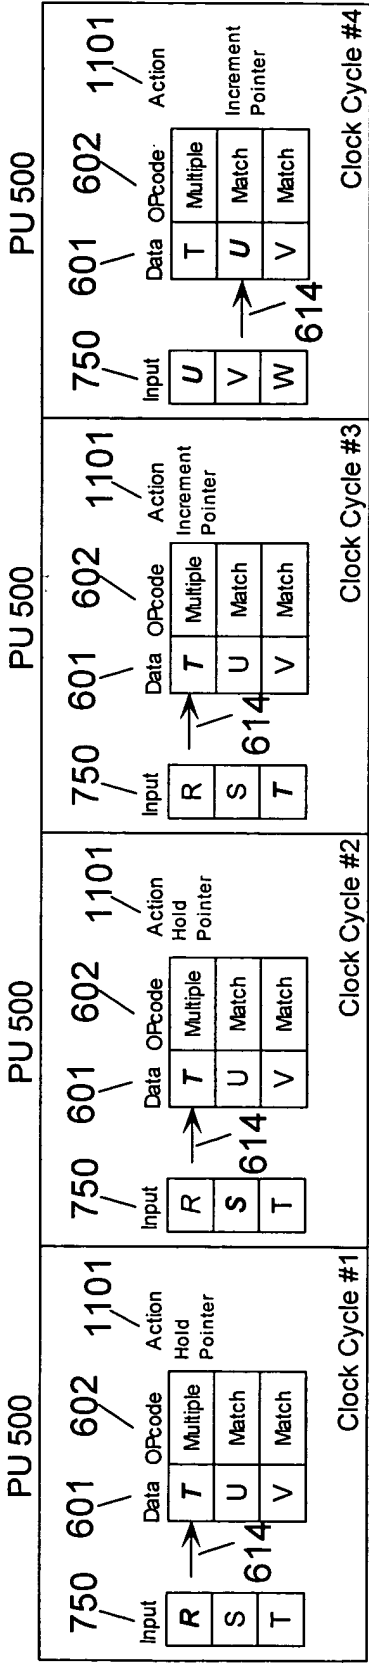 PU 500
750 601 602 1101
Input Data OPcode Action
R T Multiple Hold
Pointer
S U Match
T V Match
614
Clock Cycle #1
PU 500
750 601 602 1101
Input Data OPcode Action
R T Multiple Hold
Pointer
S U Match
T V Match
614
Clock Cycle #2
PU 500
750 601 602 1101
Input Data OPcode Action
R T Multiple Increment
Pointer
S U Match
T V Match
614
Clock Cycle #3
PU 500
750 601 602 1101
Input Data OPcode Action
U T Multiple
V U Match Increment
Pointer
W V Match
614
Clock Cycle #4